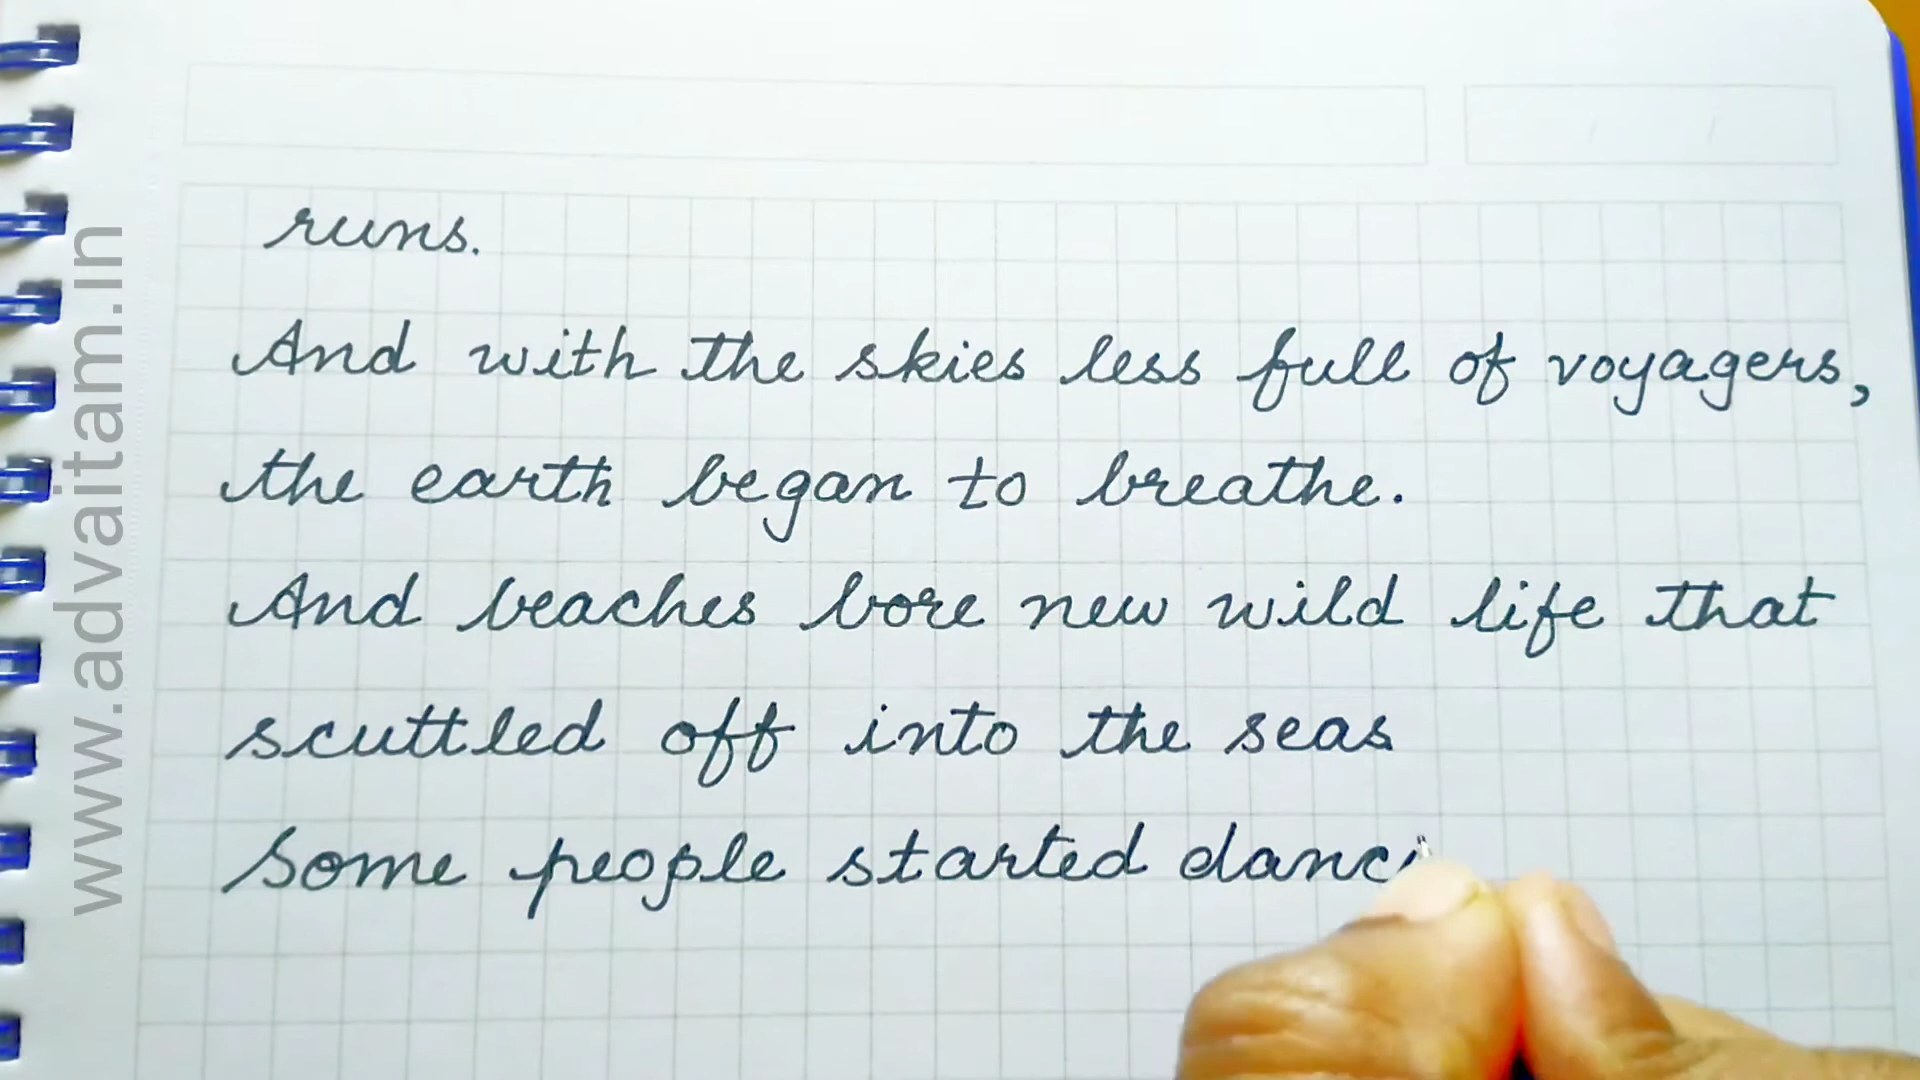 runs.
And with the skies less full of voyagers,
the earth began to breathe.
And beaches bore new wild life that
scuttled off into the seas
Some people started
www.advaitam.in